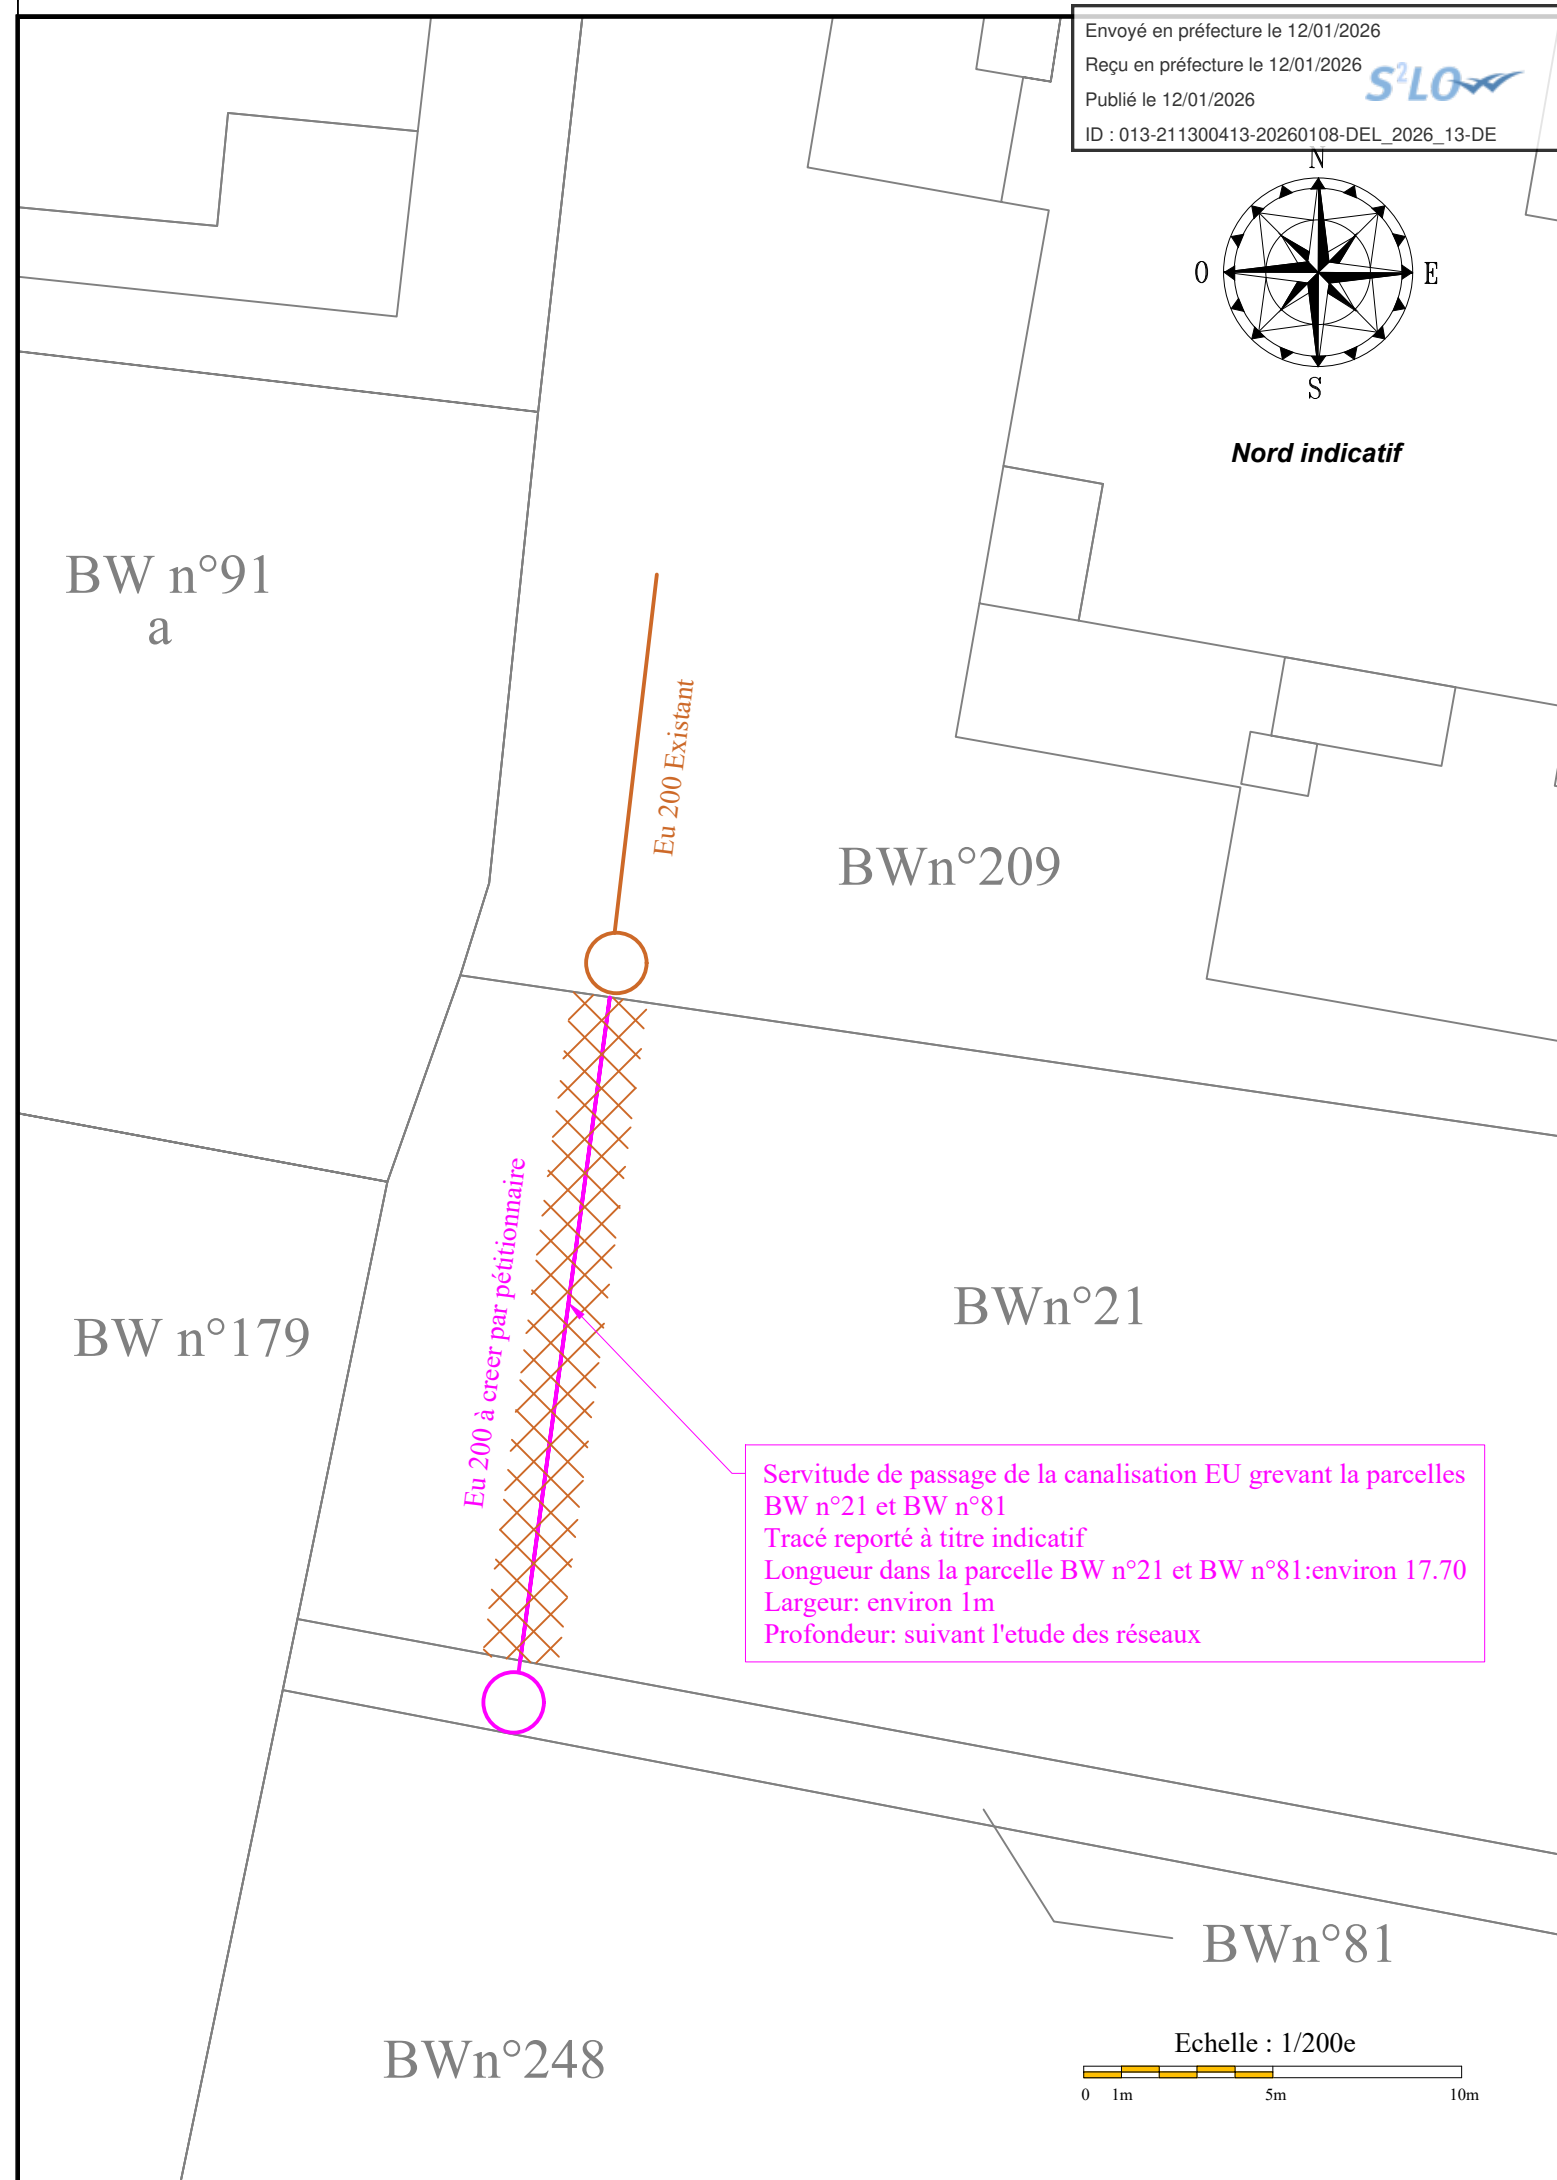 Envoyé en préfecture le 12/01/2026
Reçu en préfecture le 12/01/2026
S²LO
Publié le 12/01/2026
ID : 013-211300413-20260108-DEL_2026_13-DE
N
O
E
S
Nord indicatif
BW n°91
a
Eu 200 Existant
BWn°209
Eu 200 à creer par pétitionnaire
BWn°21
BW n°179
Servitude de passage de la canalisation EU grevant la parcelles
BW n°21 et BW n°81
Tracé reporté à titre indicatif
Longueur dans la parcelle BW n°21 et BW n°81:environ 17.70
Largeur: environ 1m
Profondeur: suivant l'etude des réseaux
BWn°81
BWn°248
Echelle : 1/200e
0 1m 5m 10m